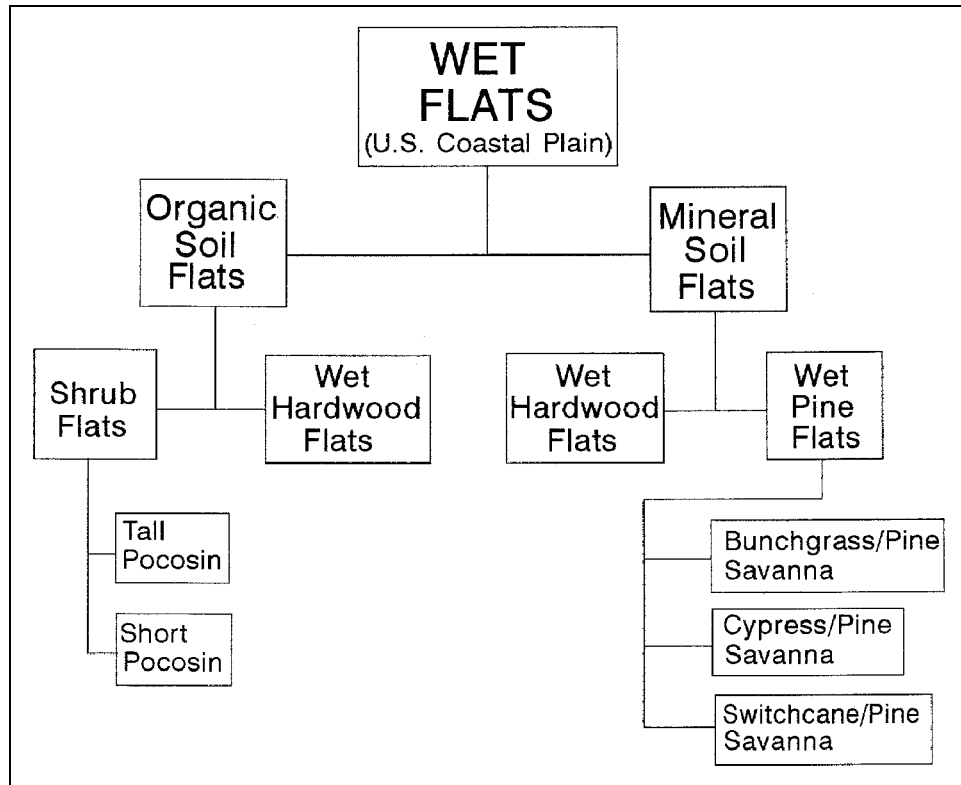 WET
FLATS
(U.S. Coastal Plain)
Organic
Soil
Flats
Mineral
Soil
Flats
Shrub
Flats
Wet
Hardwood
Flats
Wet
Hardwood
Flats
Wet
Pine
Flats
Tall
Pocosin
Short
Pocosin
Bunchgrass/Pine
Savanna
Cypress/Pine
Savanna
Switchcane/Pine
Savanna